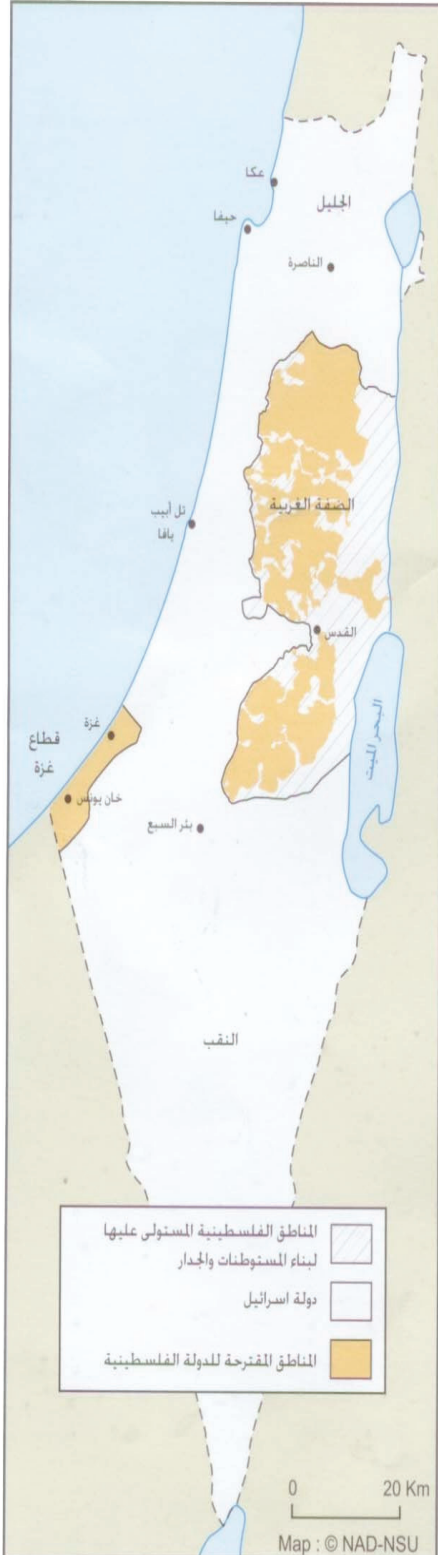 عكا
الجليل
حيفا
الناصرة
الضفة الغربية
تل أبيب
يافا
القدس
البحر الميت
غزة
قطاع
غزة
خان يونس
بئر السبع
النقب
المناطق الفلسطينية المستولى عليها
لبناء المستوطنات والجدار
دولة اسرائيل
المناطق المقترحة للدولة الفلسطينية
0 20 Km
Map : © NAD-NSU